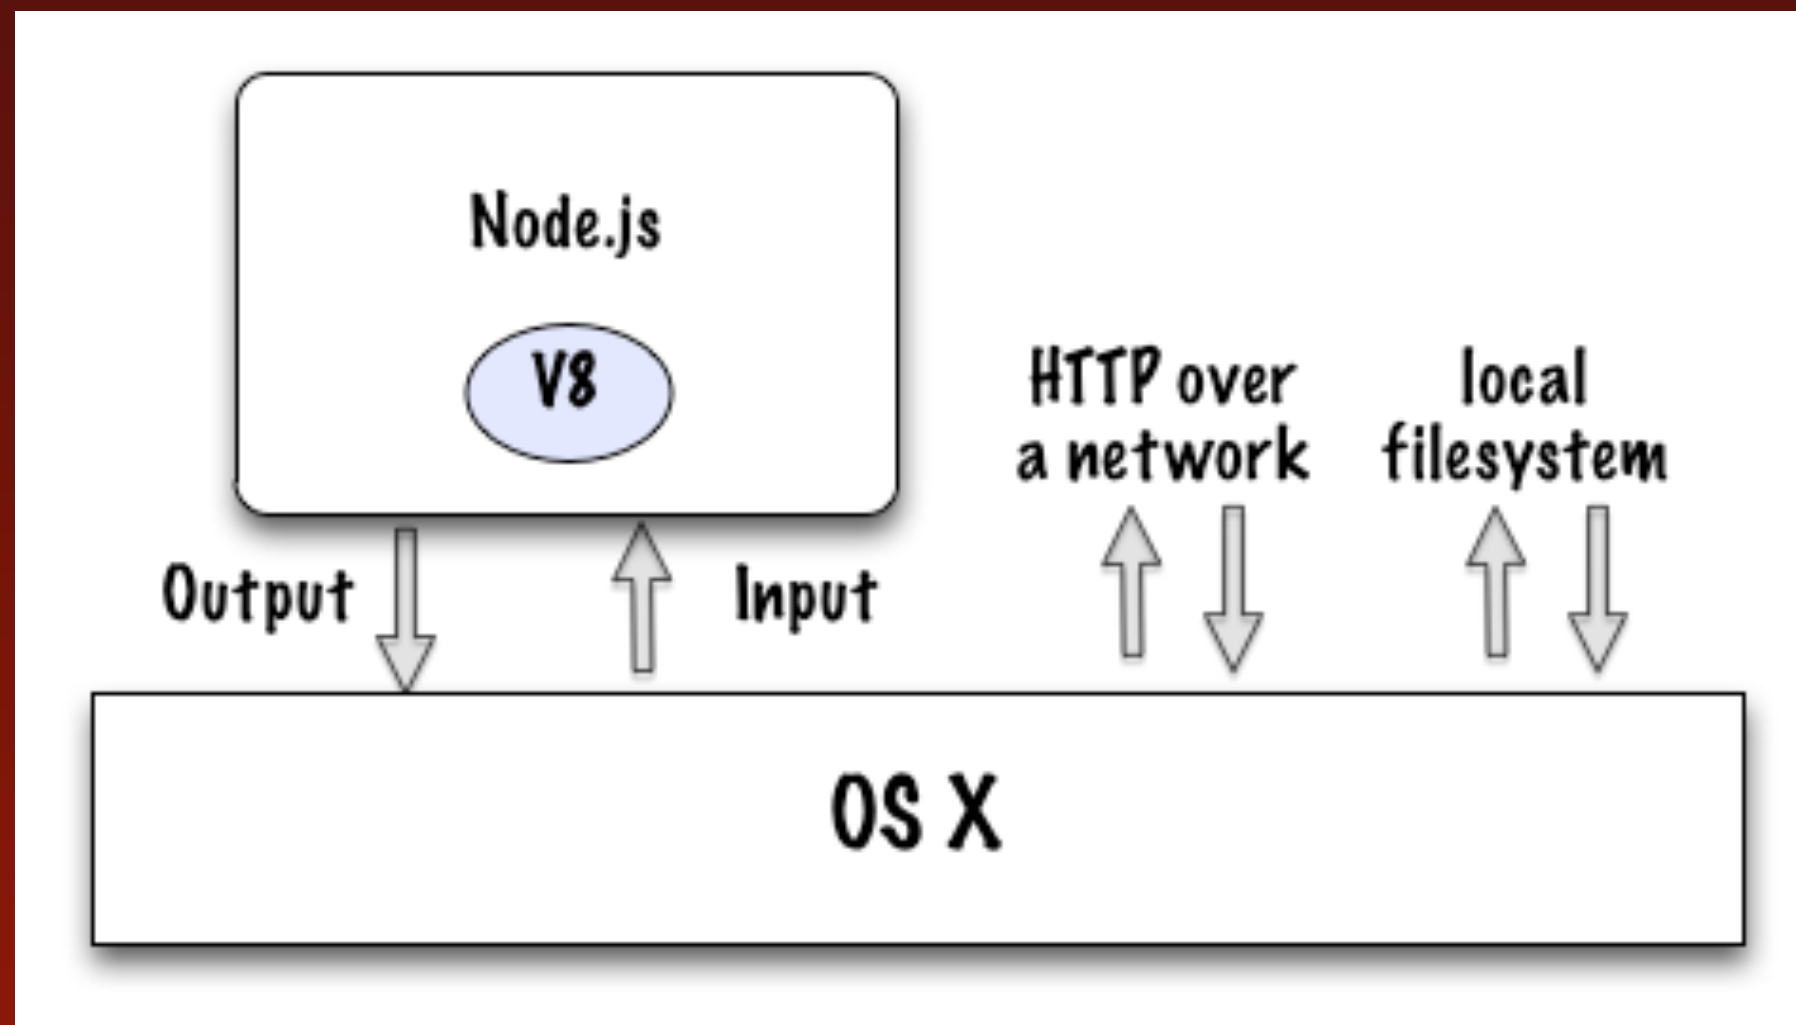 Node.js
V8
HTTP over
a network
local
filesystem
Output
Input
OS X